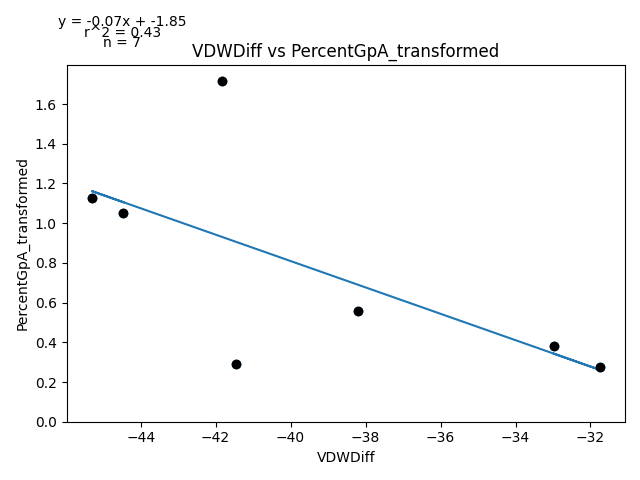 y = -0.07x + -1.85
r^2 = 0.43
n = 7
VDWDiff vs PercentGpA_transformed
PercentGpA_transformed
1.6
1.4
1.2
1.0
0.8
0.6
0.4
0.2
0.0
−44 −42 −40 −38 −36 −34 −32
VDWDiff